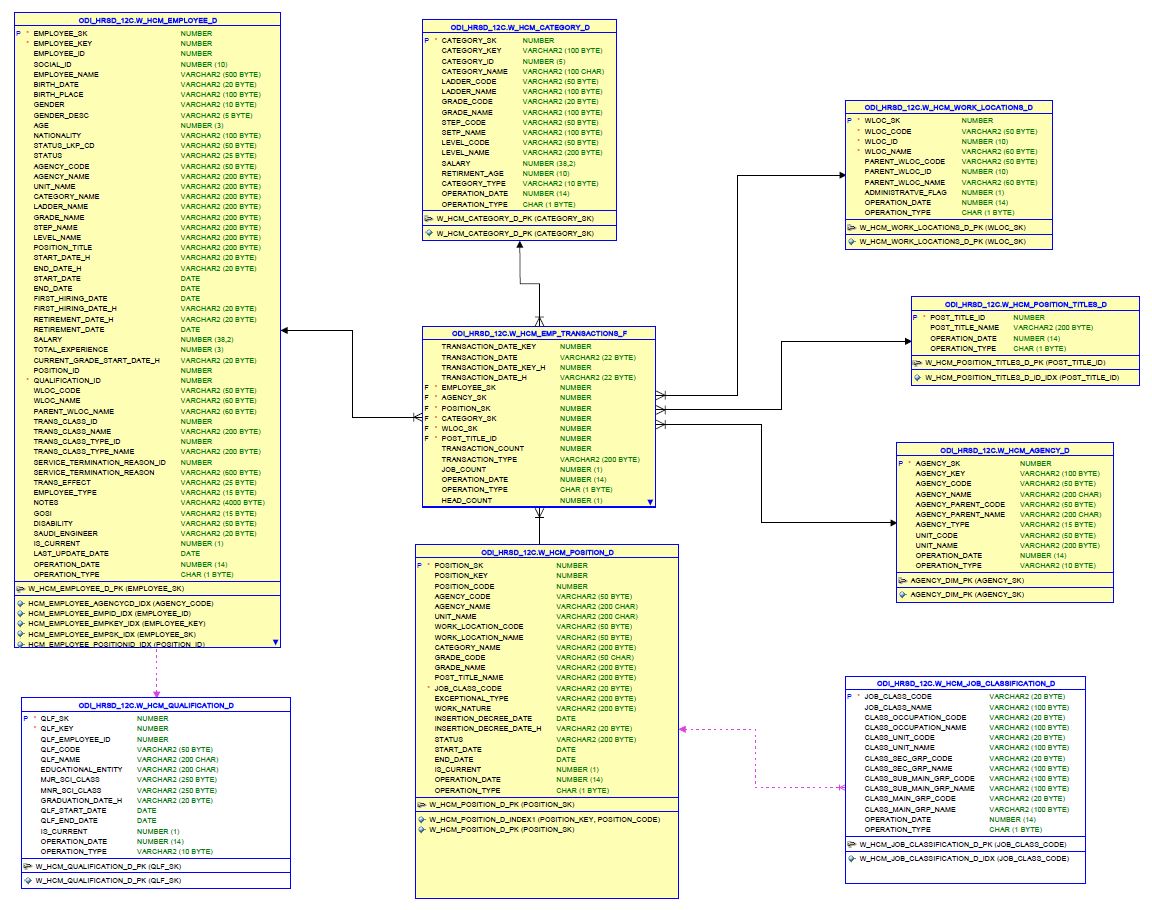 ODI_HRSD_12C.W_HCM_EMPLOYEE_D
P * EMPLOYEE_SK NUMBER
* EMPLOYEE_KEY NUMBER
EMPLOYEE_ID NUMBER
SOCIAL_ID NUMBER (10)
EMPLOYEE_NAME VARCHAR2 (500 BYTE)
BIRTH_DATE VARCHAR2 (20 BYTE)
BIRTH_PLACE VARCHAR2 (100 BYTE)
GENDER VARCHAR2 (10 BYTE)
GENDER_DESC VARCHAR2 (5 BYTE)
AGE NUMBER (3)
NATIONALITY VARCHAR2 (100 BYTE)
STATUS_LKP_CD VARCHAR2 (50 BYTE)
STATUS VARCHAR2 (25 BYTE)
AGENCY_CODE VARCHAR2 (50 BYTE)
AGENCY_NAME VARCHAR2 (200 BYTE)
UNIT_NAME VARCHAR2 (200 BYTE)
CATEGORY_NAME VARCHAR2 (200 BYTE)
LADDER_NAME VARCHAR2 (200 BYTE)
GRADE_NAME VARCHAR2 (200 BYTE)
STEP_NAME VARCHAR2 (200 BYTE)
LEVEL_NAME VARCHAR2 (200 BYTE)
POSITION_TITLE VARCHAR2 (200 BYTE)
START_DATE_H VARCHAR2 (20 BYTE)
END_DATE_H VARCHAR2 (20 BYTE)
START_DATE DATE
END_DATE DATE
FIRST_HIRING_DATE DATE
FIRST_HIRING_DATE_H VARCHAR2 (20 BYTE)
RETIREMENT_DATE_H VARCHAR2 (20 BYTE)
RETIREMENT_DATE DATE
SALARY NUMBER (38,2)
TOTAL_EXPERIENCE NUMBER (3)
CURRENT_GRADE_START_DATE_H VARCHAR2 (20 BYTE)
POSITION_ID NUMBER
* QUALIFICATION_ID NUMBER
WLOC_CODE VARCHAR2 (50 BYTE)
WLOC_NAME VARCHAR2 (60 BYTE)
PARENT_WLOC_NAME VARCHAR2 (60 BYTE)
TRANS_CLASS_ID NUMBER
TRANS_CLASS_NAME VARCHAR2 (200 BYTE)
TRANS_CLASS_TYPE_ID NUMBER
TRANS_CLASS_TYPE_NAME VARCHAR2 (200 BYTE)
SERVICE_TERMINATION_REASON_ID NUMBER
SERVICE_TERMINATION_REASON VARCHAR2 (600 BYTE)
TRANS_EFFECT VARCHAR2 (25 BYTE)
EMPLOYEE_TYPE VARCHAR2 (15 BYTE)
NOTES VARCHAR2 (4000 BYTE)
GOSI VARCHAR2 (15 BYTE)
DISABILITY VARCHAR2 (50 BYTE)
SAUDI_ENGINEER VARCHAR2 (20 BYTE)
IS_CURRENT NUMBER (1)
LAST_UPDATE_DATE DATE
OPERATION_DATE NUMBER (14)
OPERATION_TYPE CHAR (1 BYTE)
W_HCM_EMPLOYEE_D_PK (EMPLOYEE_SK)
HCM_EMPLOYEE_AGENCYCD_IDX (AGENCY_CODE)
HCM_EMPLOYEE_EMPID_IDX (EMPLOYEE_ID)
HCM_EMPLOYEE_EMPKEY_IDX (EMPLOYEE_KEY)
HCM_EMPLOYEE_EMPSK_IDX (EMPLOYEE_SK)
HCM_EMPLOYEE_POSITIONID_IDX (POSITION_ID)
ODI_HRSD_12C.W_HCM_QUALIFICATION_D
P * QLF_SK NUMBER
* QLF_KEY NUMBER
QLF_EMPLOYEE_ID NUMBER
QLF_CODE VARCHAR2 (50 BYTE)
QLF_NAME VARCHAR2 (200 CHAR)
EDUCATIONAL_ENTITY VARCHAR2 (200 CHAR)
MJR_SCI_CLASS VARCHAR2 (250 BYTE)
MNR_SCI_CLASS VARCHAR2 (250 BYTE)
GRADUATION_DATE_H VARCHAR2 (20 BYTE)
QLF_START_DATE DATE
QLF_END_DATE DATE
IS_CURRENT NUMBER (1)
OPERATION_DATE NUMBER (14)
OPERATION_TYPE VARCHAR2 (10 BYTE)
W_HCM_QUALIFICATION_D_PK (QLF_SK)
W_HCM_QUALIFICATION_D_PK (QLF_SK)
ODI_HRSD_12C.W_HCM_CATEGORY_D
P * CATEGORY_SK NUMBER
CATEGORY_KEY VARCHAR2 (100 BYTE)
CATEGORY_ID NUMBER (5)
CATEGORY_NAME VARCHAR2 (100 CHAR)
LADDER_CODE VARCHAR2 (50 BYTE)
LADDER_NAME VARCHAR2 (100 BYTE)
GRADE_CODE VARCHAR2 (20 BYTE)
GRADE_NAME VARCHAR2 (100 BYTE)
STEP_CODE VARCHAR2 (50 BYTE)
SETP_NAME VARCHAR2 (100 BYTE)
LEVEL_CODE VARCHAR2 (50 BYTE)
LEVEL_NAME VARCHAR2 (200 BYTE)
SALARY NUMBER (38,2)
RETIRMENT_AGE NUMBER (10)
CATEGORY_TYPE VARCHAR2 (10 BYTE)
OPERATION_DATE NUMBER (14)
OPERATION_TYPE CHAR (1 BYTE)
W_HCM_CATEGORY_D_PK (CATEGORY_SK)
W_HCM_CATEGORY_D_PK (CATEGORY_SK)
ODI_HRSD_12C.W_HCM_EMP_TRANSACTIONS_F
TRANSACTION_DATE_KEY NUMBER
TRANSACTION_DATE VARCHAR2 (22 BYTE)
TRANSACTION_DATE_KEY_H NUMBER
TRANSACTION_DATE_H VARCHAR2 (22 BYTE)
F * EMPLOYEE_SK NUMBER
F * AGENCY_SK NUMBER
F * POSITION_SK NUMBER
F * CATEGORY_SK NUMBER
F * WLOC_SK NUMBER
F * POST_TITLE_ID NUMBER
TRANSACTION_COUNT NUMBER
TRANSACTION_TYPE VARCHAR2 (200 BYTE)
JOB_COUNT NUMBER (1)
OPERATION_DATE NUMBER (14)
OPERATION_TYPE CHAR (1 BYTE)
HEAD_COUNT NUMBER (1)
ODI_HRSD_12C.W_HCM_POSITION_D
P * POSITION_SK NUMBER
POSITION_KEY NUMBER
POSITION_CODE NUMBER
AGENCY_CODE VARCHAR2 (50 BYTE)
AGENCY_NAME VARCHAR2 (200 CHAR)
UNIT_NAME VARCHAR2 (200 CHAR)
WORK_LOCATION_CODE VARCHAR2 (50 BYTE)
WORK_LOCATION_NAME VARCHAR2 (50 BYTE)
CATEGORY_NAME VARCHAR2 (200 BYTE)
GRADE_CODE VARCHAR2 (50 CHAR)
GRADE_NAME VARCHAR2 (200 BYTE)
POST_TITLE_NAME VARCHAR2 (200 BYTE)
* JOB_CLASS_CODE VARCHAR2 (20 BYTE)
EXCEPTIONAL_TYPE VARCHAR2 (200 BYTE)
WORK_NATURE VARCHAR2 (200 BYTE)
INSERTION_DECREE_DATE DATE
INSERTION_DECREE_DATE_H VARCHAR2 (20 BYTE)
STATUS VARCHAR2 (200 BYTE)
START_DATE DATE
END_DATE DATE
IS_CURRENT NUMBER (1)
OPERATION_DATE NUMBER (14)
OPERATION_TYPE CHAR (1 BYTE)
W_HCM_POSITION_D_PK (POSITION_SK)
W_HCM_POSITION_D_INDEX1 (POSITION_KEY, POSITION_CODE)
W_HCM_POSITION_D_PK (POSITION_SK)
ODI_HRSD_12C.W_HCM_WORK_LOCATIONS_D
P * WLOC_SK NUMBER
* WLOC_CODE VARCHAR2 (50 BYTE)
* WLOC_ID NUMBER (10)
* WLOC_NAME VARCHAR2 (60 BYTE)
PARENT_WLOC_CODE VARCHAR2 (50 BYTE)
PARENT_WLOC_ID NUMBER (10)
PARENT_WLOC_NAME VARCHAR2 (60 BYTE)
ADMINISTRATVE_FLAG NUMBER (1)
OPERATION_DATE NUMBER (14)
OPERATION_TYPE CHAR (1 BYTE)
W_HCM_WORK_LOCATIONS_D_PK (WLOC_SK)
W_HCM_WORK_LOCATIONS_D_PK (WLOC_SK)
ODI_HRSD_12C.W_HCM_POSITION_TITLES_D
P * POST_TITLE_ID NUMBER
POST_TITLE_NAME VARCHAR2 (200 BYTE)
OPERATION_DATE NUMBER (14)
OPERATION_TYPE CHAR (1 BYTE)
W_HCM_POSITION_TITLES_D_PK (POST_TITLE_ID)
W_HCM_POSITION_TITLES_D_ID_IDX (POST_TITLE_ID)
ODI_HRSD_12C.W_HCM_AGENCY_D
P * AGENCY_SK NUMBER
AGENCY_KEY VARCHAR2 (100 BYTE)
AGENCY_CODE VARCHAR2 (50 BYTE)
AGENCY_NAME VARCHAR2 (200 CHAR)
AGENCY_PARENT_CODE VARCHAR2 (50 BYTE)
AGENCY_PARENT_NAME VARCHAR2 (200 CHAR)
AGENCY_TYPE VARCHAR2 (15 BYTE)
UNIT_CODE VARCHAR2 (50 BYTE)
UNIT_NAME VARCHAR2 (200 BYTE)
OPERATION_DATE NUMBER (14)
OPERATION_TYPE VARCHAR2 (10 BYTE)
AGENCY_DIM_PK (AGENCY_SK)
AGENCY_DIM_PK (AGENCY_SK)
ODI_HRSD_12C.W_HCM_JOB_CLASSIFICATION_D
P * JOB_CLASS_CODE VARCHAR2 (20 BYTE)
JOB_CLASS_NAME VARCHAR2 (100 BYTE)
CLASS_OCCUPATION_CODE VARCHAR2 (20 BYTE)
CLASS_OCCUPATION_NAME VARCHAR2 (100 BYTE)
CLASS_UNIT_CODE VARCHAR2 (20 BYTE)
CLASS_UNIT_NAME VARCHAR2 (100 BYTE)
CLASS_SEC_GRP_CODE VARCHAR2 (20 BYTE)
CLASS_SEC_GRP_NAME VARCHAR2 (100 BYTE)
CLASS_SUB_MAIN_GRP_CODE VARCHAR2 (20 BYTE)
CLASS_SUB_MAIN_GRP_NAME VARCHAR2 (100 BYTE)
CLASS_MAIN_GRP_CODE VARCHAR2 (20 BYTE)
CLASS_MAIN_GRP_NAME VARCHAR2 (100 BYTE)
OPERATION_DATE NUMBER (14)
OPERATION_TYPE CHAR (1 BYTE)
W_HCM_JOB_CLASSIFICATION_D_PK (JOB_CLASS_CODE)
W_HCM_JOB_CLASSIFICATION_D_IDX (JOB_CLASS_CODE)